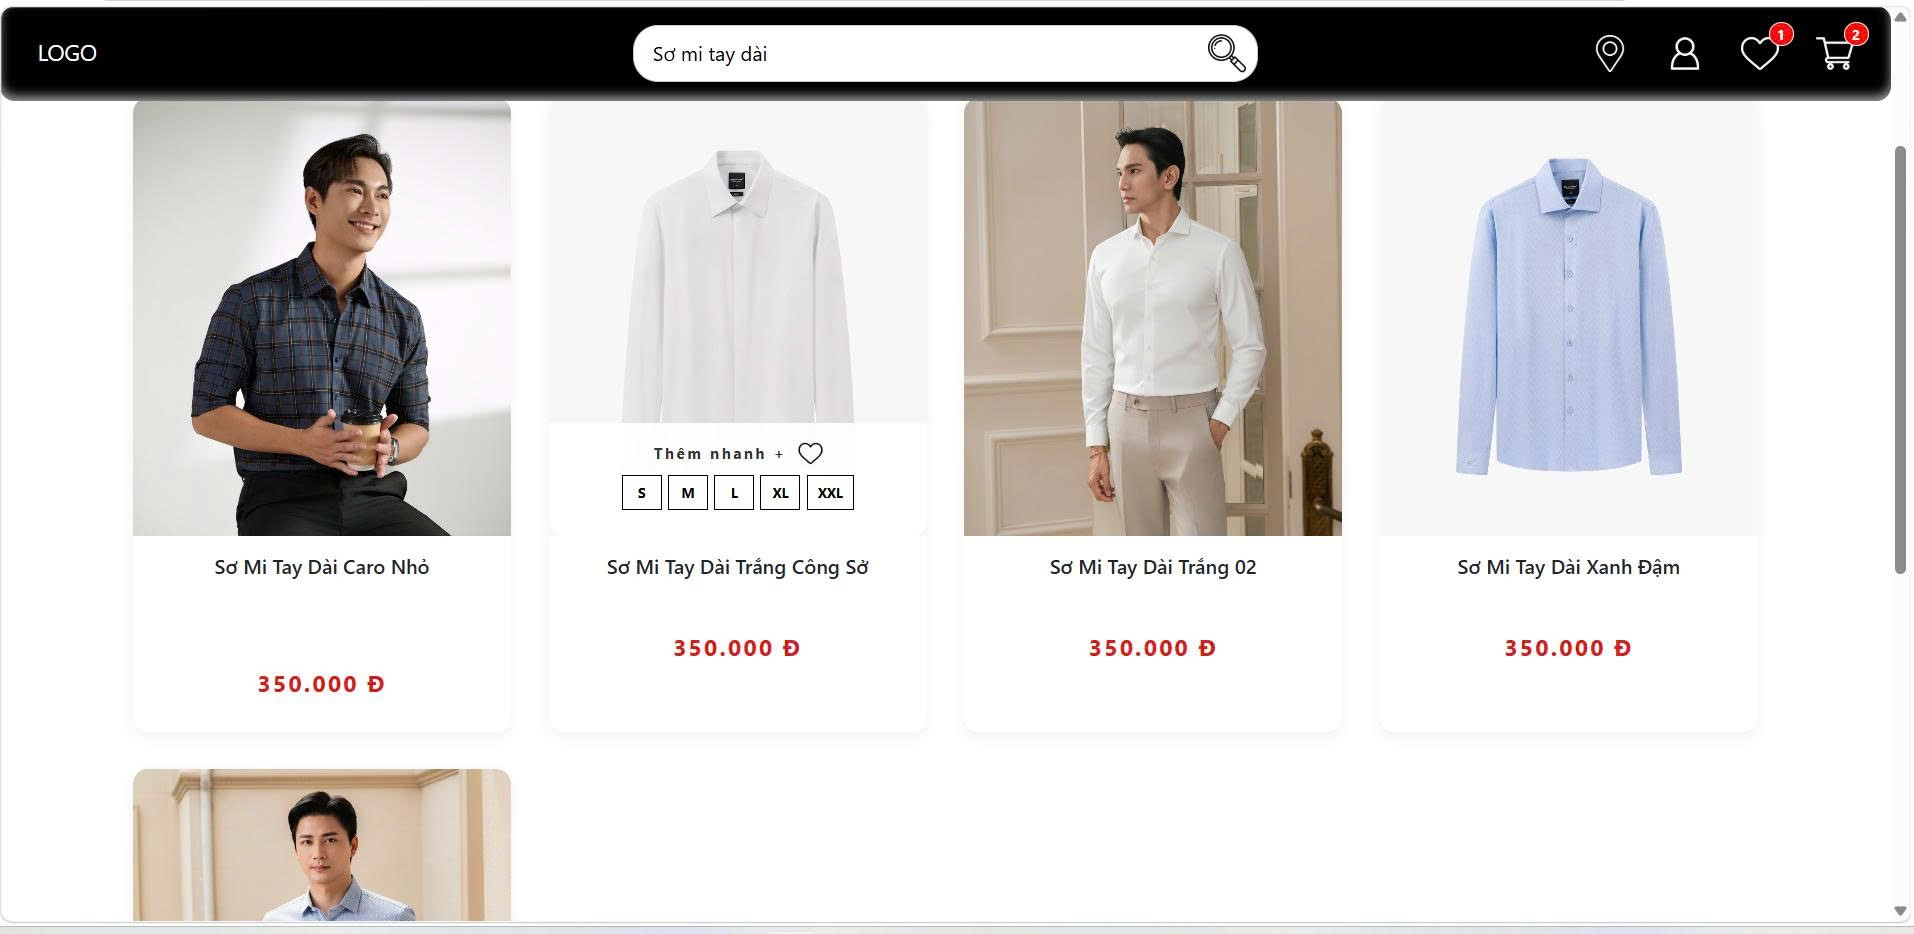 LOGO
Sơ mi tay dài
1
2
Thêm nhanh +
S M L XL XXL
Sơ Mi Tay Dài Caro Nhỏ
Sơ Mi Tay Dài Trắng Công Sở
Sơ Mi Tay Dài Trắng 02
Sơ Mi Tay Dài Xanh Đậm
350.000 Đ
350.000 Đ
350.000 Đ
350.000 Đ